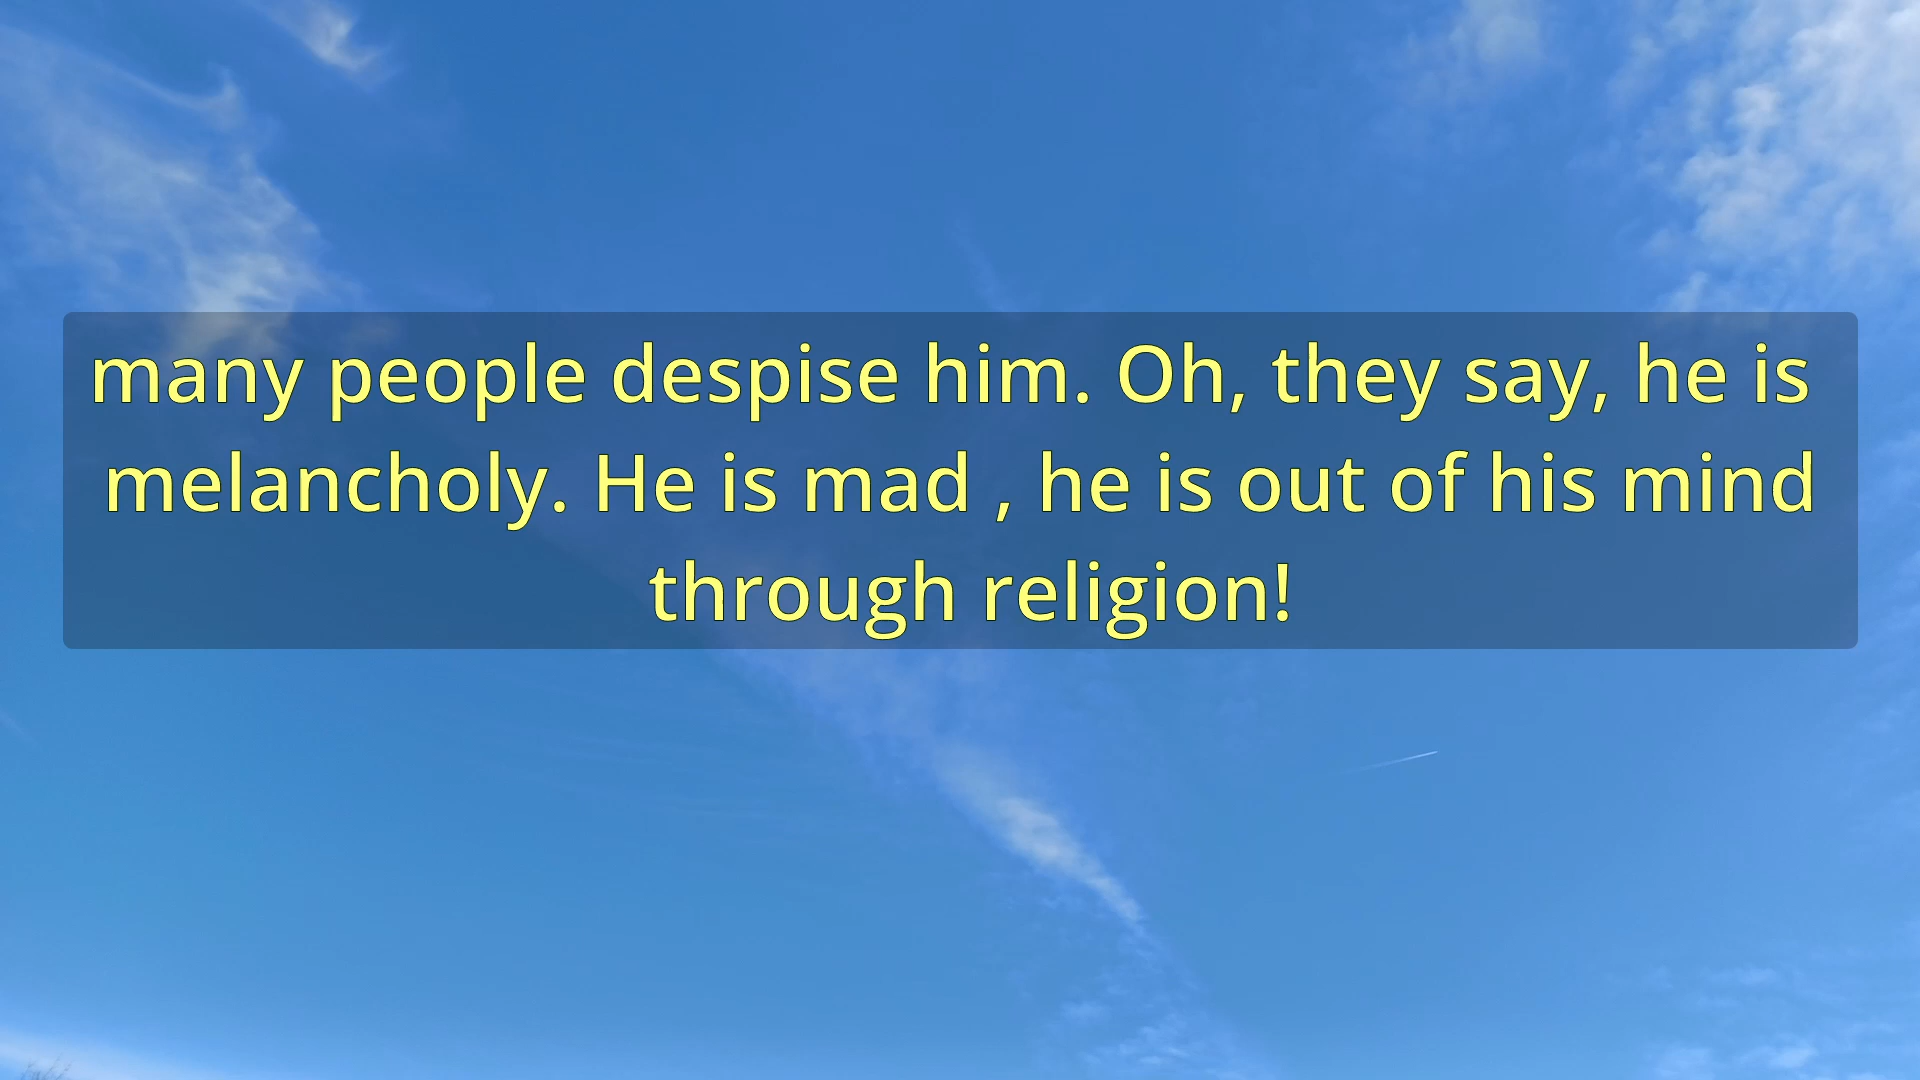 many people despise him. Oh, they say, he is
melancholy. He is mad , he is out of his mind
through religion!